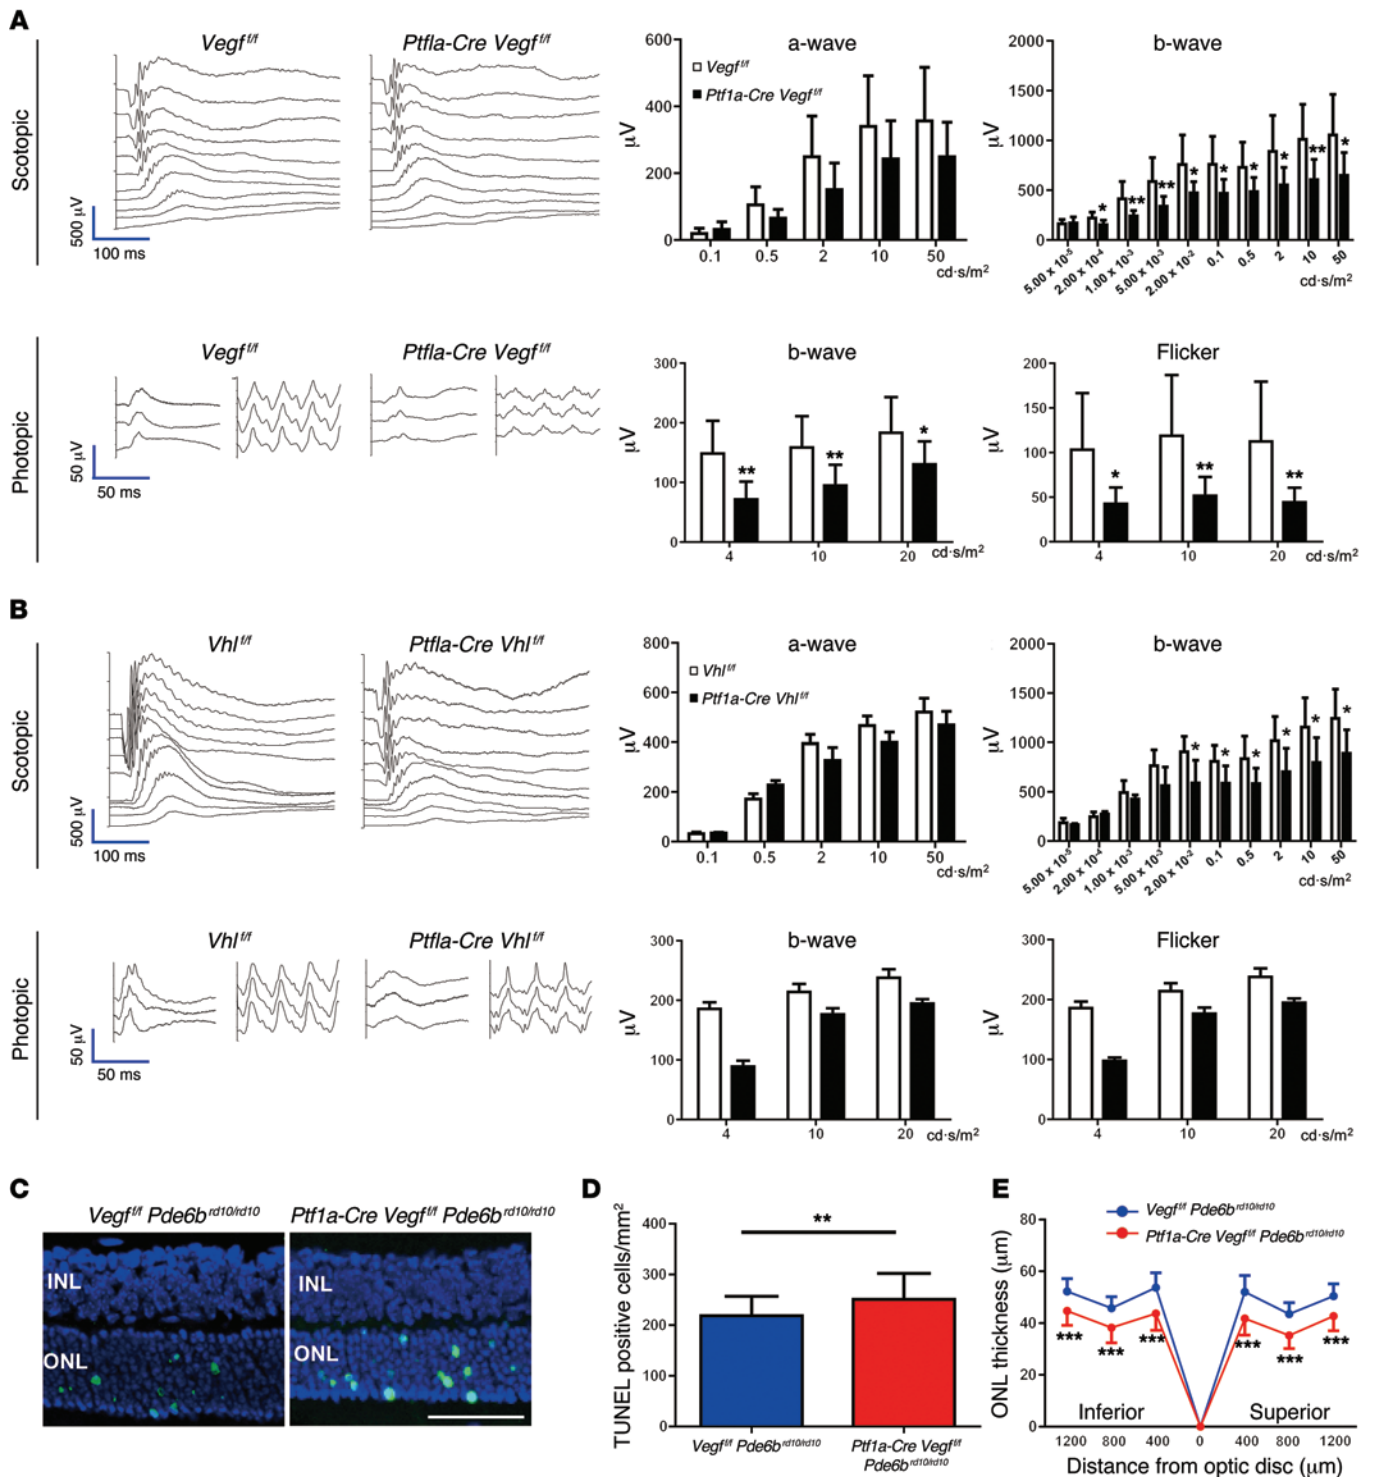 A
Scotopic
Vegf f/f
Ptfla-Cre Vegf f/f
500 µV
100 ms
a-wave
µV
600
400
200
0
Vegf f/f
Ptf1a-Cre Vegf f/f
0.1 0.5 2 10 50
cd·s/m²
b-wave
µV
2000
1500
1000
500
0
* ** ** * * * * ** *
5.00 x 10⁻⁵ 2.00 x 10⁻⁴ 1.00 x 10⁻³ 5.00 x 10⁻³ 2.00 x 10⁻² 0.1 0.5 2 10 50
cd·s/m²
Photopic
Vegf f/f
Ptfla-Cre Vegf f/f
50 µV
50 ms
b-wave
µV
300
200
100
0
** ** *
4 10 20 cd·s/m²
Flicker
µV
200
150
100
50
0
* ** **
4 10 20 cd·s/m²
B
Scotopic
Vhl f/f
Ptfla-Cre Vhl f/f
500 µV
100 ms
a-wave
µV
800
600
400
200
0
Vhl f/f
Ptf1a-Cre Vhl f/f
0.1 0.5 2 10 50
cd·s/m²
b-wave
µV
2000
1500
1000
500
0
* * * * * *
5.00 x 10⁻⁵ 2.00 x 10⁻⁴ 1.00 x 10⁻³ 5.00 x 10⁻³ 2.00 x 10⁻² 0.1 0.5 2 10 50
cd·s/m²
Photopic
Vhl f/f
Ptfla-Cre Vhl f/f
50 µV
50 ms
b-wave
µV
300
200
100
0
4 10 20 cd·s/m²
Flicker
µV
300
200
100
0
4 10 20 cd·s/m²
C
Vegf f/f Pde6b rd10/rd10
Ptf1a-Cre Vegf f/f Pde6b rd10/rd10
INL
ONL
INL
ONL
D
TUNEL positive cells/mm²
400
300
200
100
0
**
Vegf f/f Pde6b rd10/rd10
Ptf1a-Cre Vegf f/f
Pde6b rd10/rd10
E
Vegf f/f Pde6b rd10/rd10
Ptf1a-Cre Vegf f/f Pde6b rd10/rd10
ONL thickness (µm)
80
60
40
20
0
*** *** *** *** *** ***
Inferior Superior
1200 800 400 0 400 800 1200
Distance from optic disc (µm)